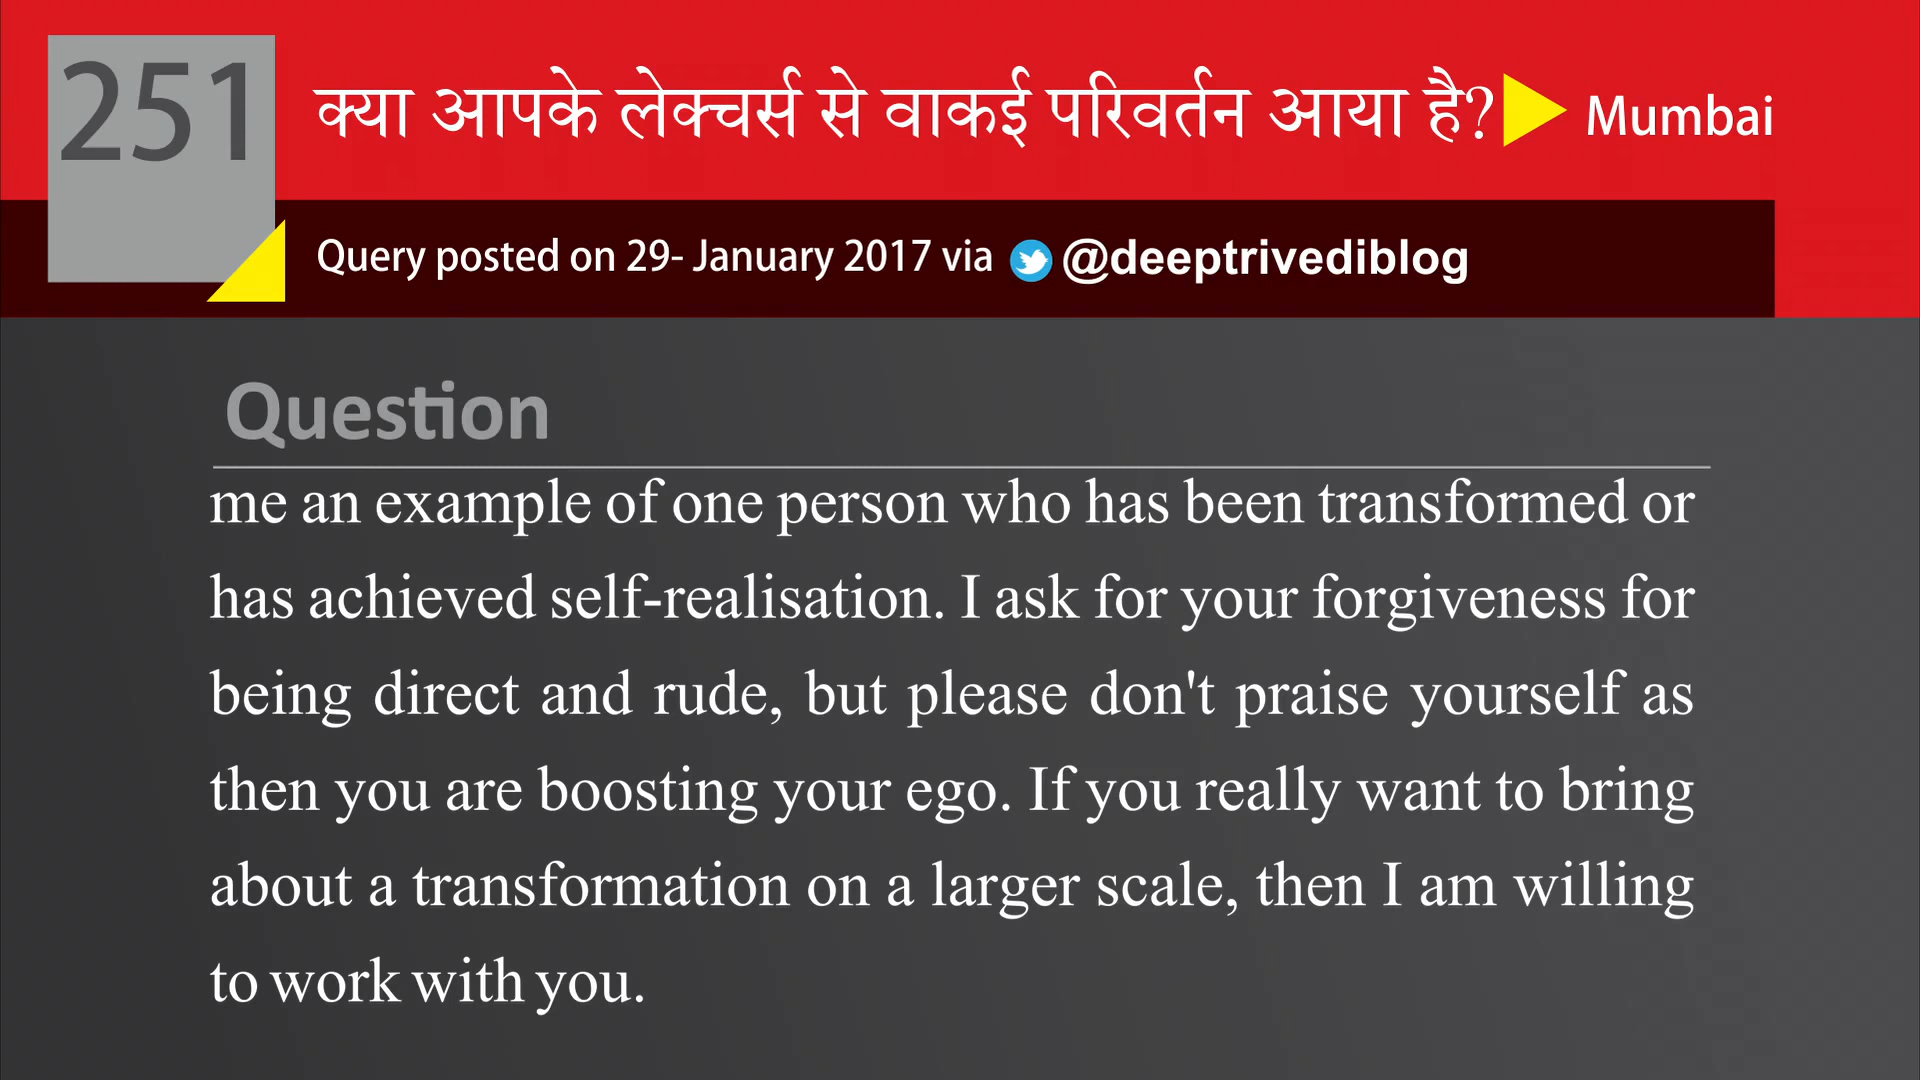 251
क्या आपके लेक्चर्स से वाकई परिवर्तन आया है? Mumbai
Query posted on 29- January 2017 via @deeptrivediblog
Question
me an example of one person who has been transformed or
has achieved self-realisation. I ask for your forgiveness for
being direct and rude, but please don't praise yourself as
then you are boosting your ego. If you really want to bring
about a transformation on a larger scale, then I am willing
to work with you.